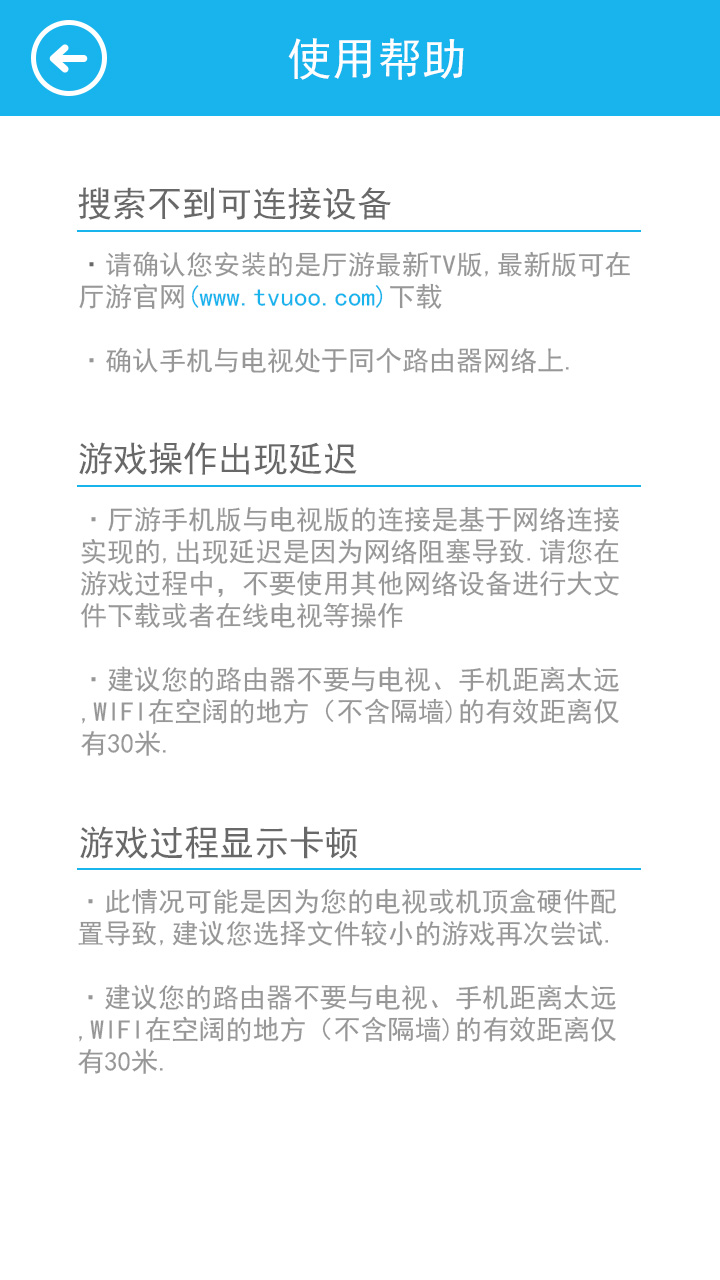 使用帮助
搜索不到可连接设备
·请确认您安装的是厅游最新TV版,最新版可在
厅游官网(www.tvuoo.com)下载
·确认手机与电视处于同个路由器网络上.
游戏操作出现延迟
·厅游手机版与电视版的连接是基于网络连接
实现的,出现延迟是因为网络阻塞导致.请您在
游戏过程中，不要使用其他网络设备进行大文
件下载或者在线电视等操作
·建议您的路由器不要与电视、手机距离太远
,WIFI在空阔的地方（不含隔墙)的有效距离仅
有30米.
游戏过程显示卡顿
·此情况可能是因为您的电视或机顶盒硬件配
置导致,建议您选择文件较小的游戏再次尝试.
·建议您的路由器不要与电视、手机距离太远
,WIFI在空阔的地方（不含隔墙)的有效距离仅
有30米.